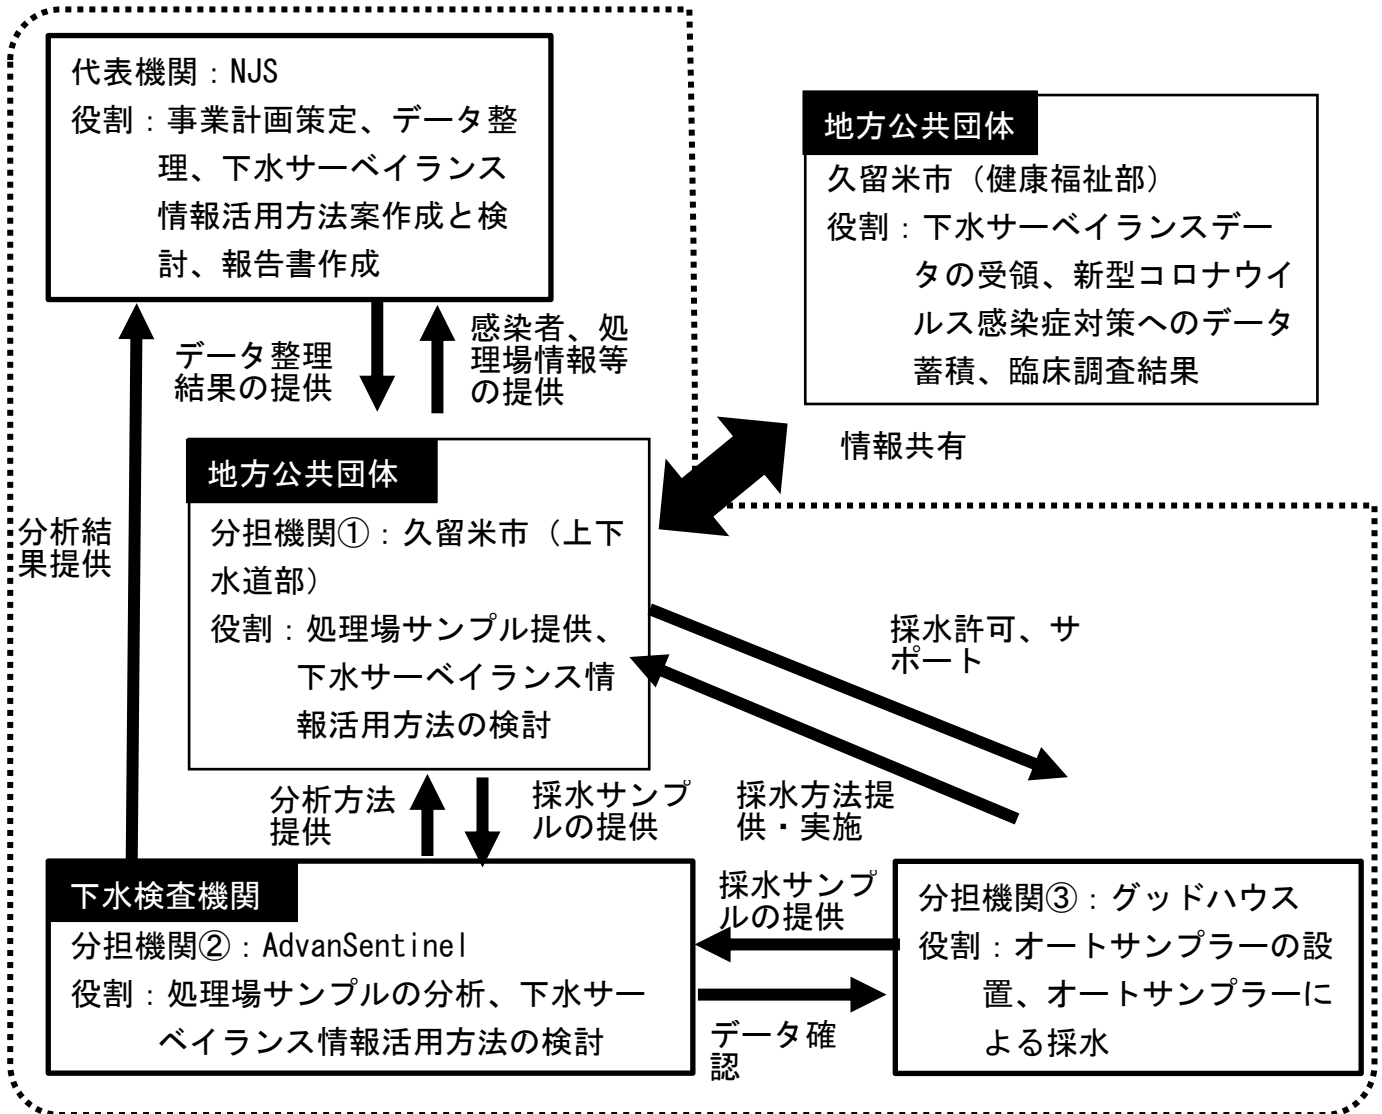 代表機関：NJS
役割：事業計画策定、データ整
理、下水サーベイランス
情報活用方法案作成と検
討、報告書作成
地方公共団体
久留米市（健康福祉部）
役割：下水サーベイランスデー
タの受領、新型コロナウイ
ルス感染症対策へのデータ
蓄積、臨床調査結果
データ整理
結果の提供
感染者、処
理場情報等
の提供
情報共有
地方公共団体
分担機関①：久留米市（上下
水道部）
役割：処理場サンプル提供、
下水サーベイランス情
報活用方法の検討
分析結
果提供
採水許可、サ
ポート
分析方法
提供
採水サンプ
ルの提供
採水方法提
供・実施
下水検査機関
分担機関②：AdvanSentinel
役割：処理場サンプルの分析、下水サー
ベイランス情報活用方法の検討
採水サンプ
ルの提供
データ確
認
分担機関③：グッドハウス
役割：オートサンプラーの設
置、オートサンプラーに
よる採水